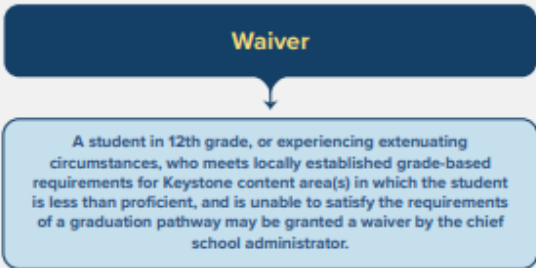 Waiver
A student in 12th grade, or experiencing extenuating
circumstances, who meets locally established grade-based
requirements for Keystone content area(s) in which the student
is less than proficient, and is unable to satisfy the requirements
of a graduation pathway may be granted a waiver by the chief
school administrator.